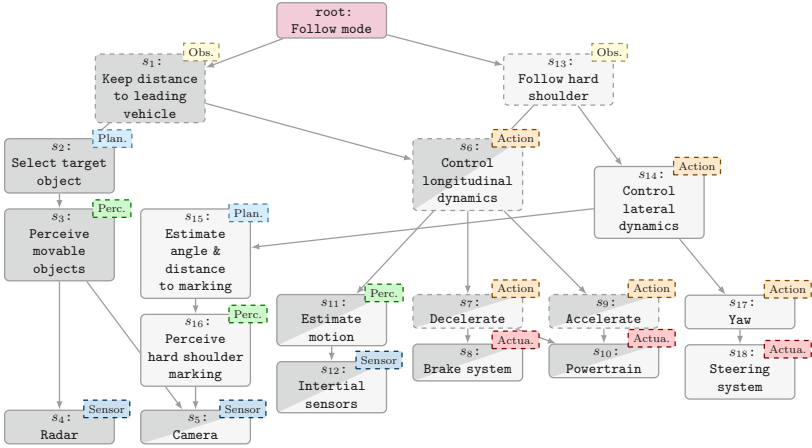 root:
Follow mode
Obs.
s1:
Keep distance
to leading
vehicle
Obs.
s13:
Follow hard
shoulder
Plan.
s2:
Select target
object
Action
s6:
Control
longitudinal
dynamics
Action
s14:
Control
lateral
dynamics
Perc.
s3:
Perceive
movable
objects
Plan.
s15:
Estimate
angle &
distance
to marking
Perc.
s11:
Estimate
motion
Action
s7:
Decelerate
Action
s9:
Accelerate
Action
s17:
Yaw
Perc.
s16:
Perceive
hard shoulder
marking
Sensor
s12:
Intertial
sensors
Actua.
s8:
Brake system
Actua.
s10:
Powertrain
Actua.
s18:
Steering
system
Sensor
s4:
Radar
Sensor
s5:
Camera